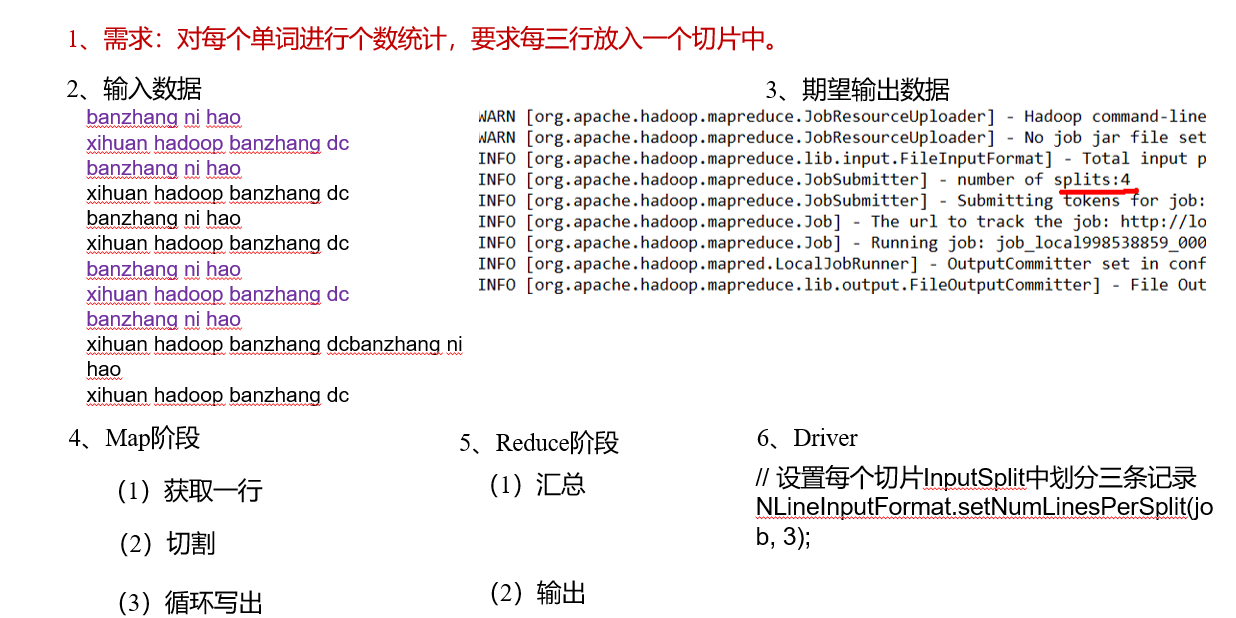 1、需求：对每个单词进行个数统计，要求每三行放入一个切片中。
2、输入数据
banzhang ni hao
xihuan hadoop banzhang dc
banzhang ni hao
xihuan hadoop banzhang dc
banzhang ni hao
xihuan hadoop banzhang dc
banzhang ni hao
xihuan hadoop banzhang dc
banzhang ni hao
xihuan hadoop banzhang dcbanzhang ni
hao
xihuan hadoop banzhang dc
3、期望输出数据
WARN [org.apache.hadoop.mapreduce.JobResourceUploader] - Hadoop command-line
WARN [org.apache.hadoop.mapreduce.JobResourceUploader] - No job jar file set
INFO [org.apache.hadoop.mapreduce.lib.input.FileInputFormat] - Total input p
INFO [org.apache.hadoop.mapreduce.JobSubmitter] - number of splits:4
INFO [org.apache.hadoop.mapreduce.JobSubmitter] - Submitting tokens for job:
INFO [org.apache.hadoop.mapreduce.Job] - The url to track the job: http://lo
INFO [org.apache.hadoop.mapreduce.Job] - Running job: job_local998538859_000
INFO [org.apache.hadoop.mapred.LocalJobRunner] - OutputCommitter set in conf
INFO [org.apache.hadoop.mapreduce.lib.output.FileOutputCommitter] - File Out
4、Map阶段
（1）获取一行
（2）切割
（3）循环写出
5、Reduce阶段
（1）汇总
（2）输出
6、Driver
// 设置每个切片InputSplit中划分三条记录
NLineInputFormat.setNumLinesPerSplit(jo
b, 3);